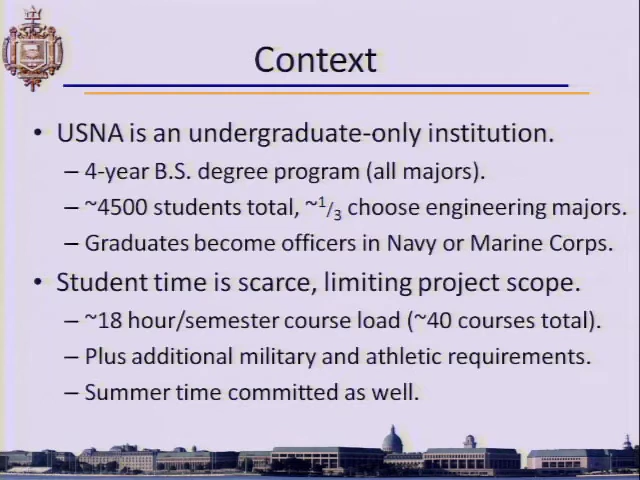 Context
• USNA is an undergraduate-only institution.
– 4-year B.S. degree program (all majors).
– ~4500 students total, ~1/3 choose engineering majors.
– Graduates become officers in Navy or Marine Corps.
• Student time is scarce, limiting project scope.
– ~18 hour/semester course load (~40 courses total).
– Plus additional military and athletic requirements.
– Summer time committed as well.